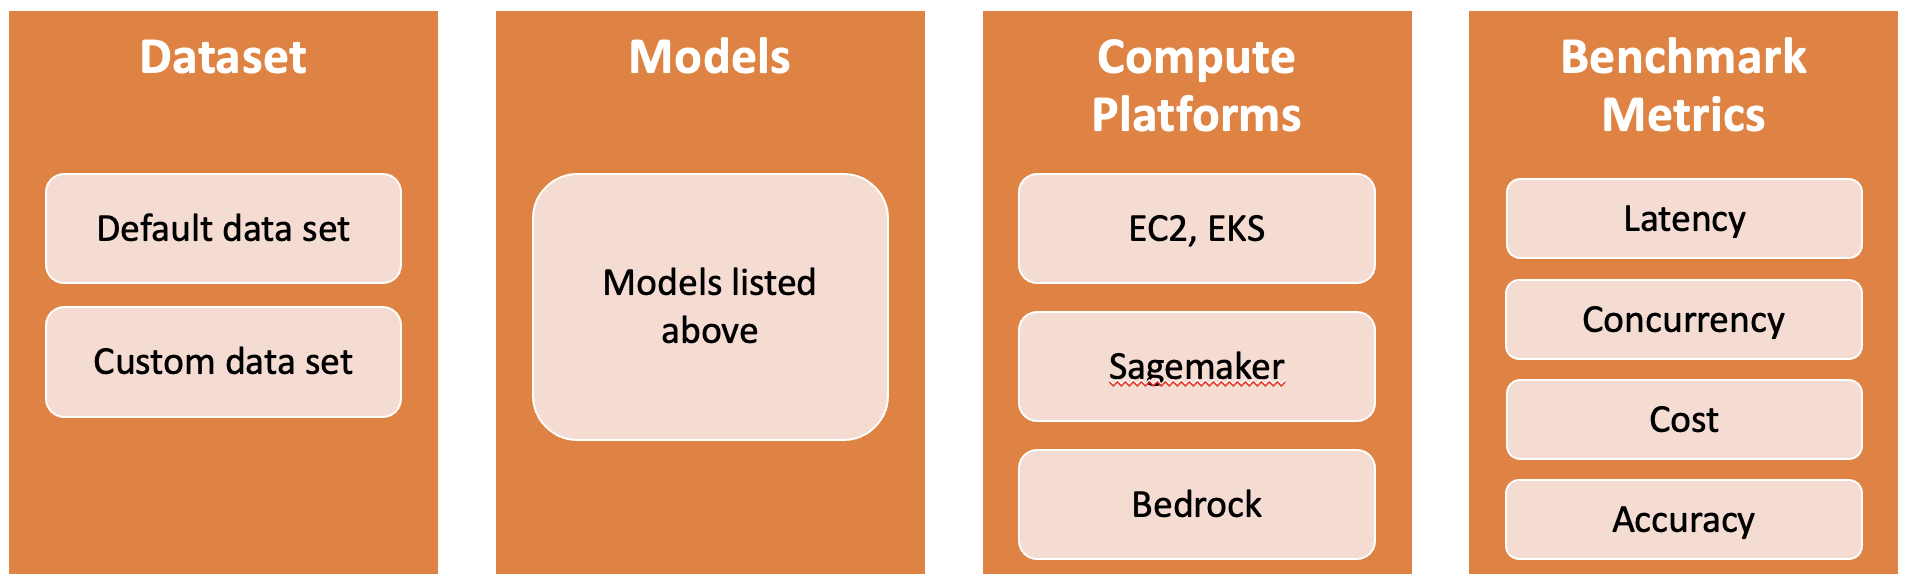 Dataset
Default data set
Custom data set
Models
Models listed
above
Compute
Platforms
EC2, EKS
Sagemaker
Bedrock
Benchmark
Metrics
Latency
Concurrency
Cost
Accuracy